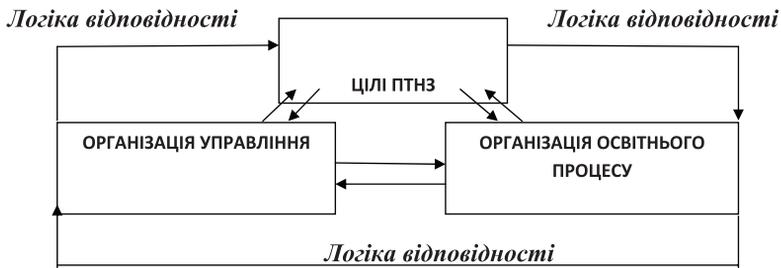 Логіка відповідності
Логіка відповідності
ЦІЛІ ПТНЗ
ОРГАНІЗАЦІЯ УПРАВЛІННЯ
ОРГАНІЗАЦІЯ ОСВІТНЬОГО
ПРОЦЕСУ
Логіка відповідності